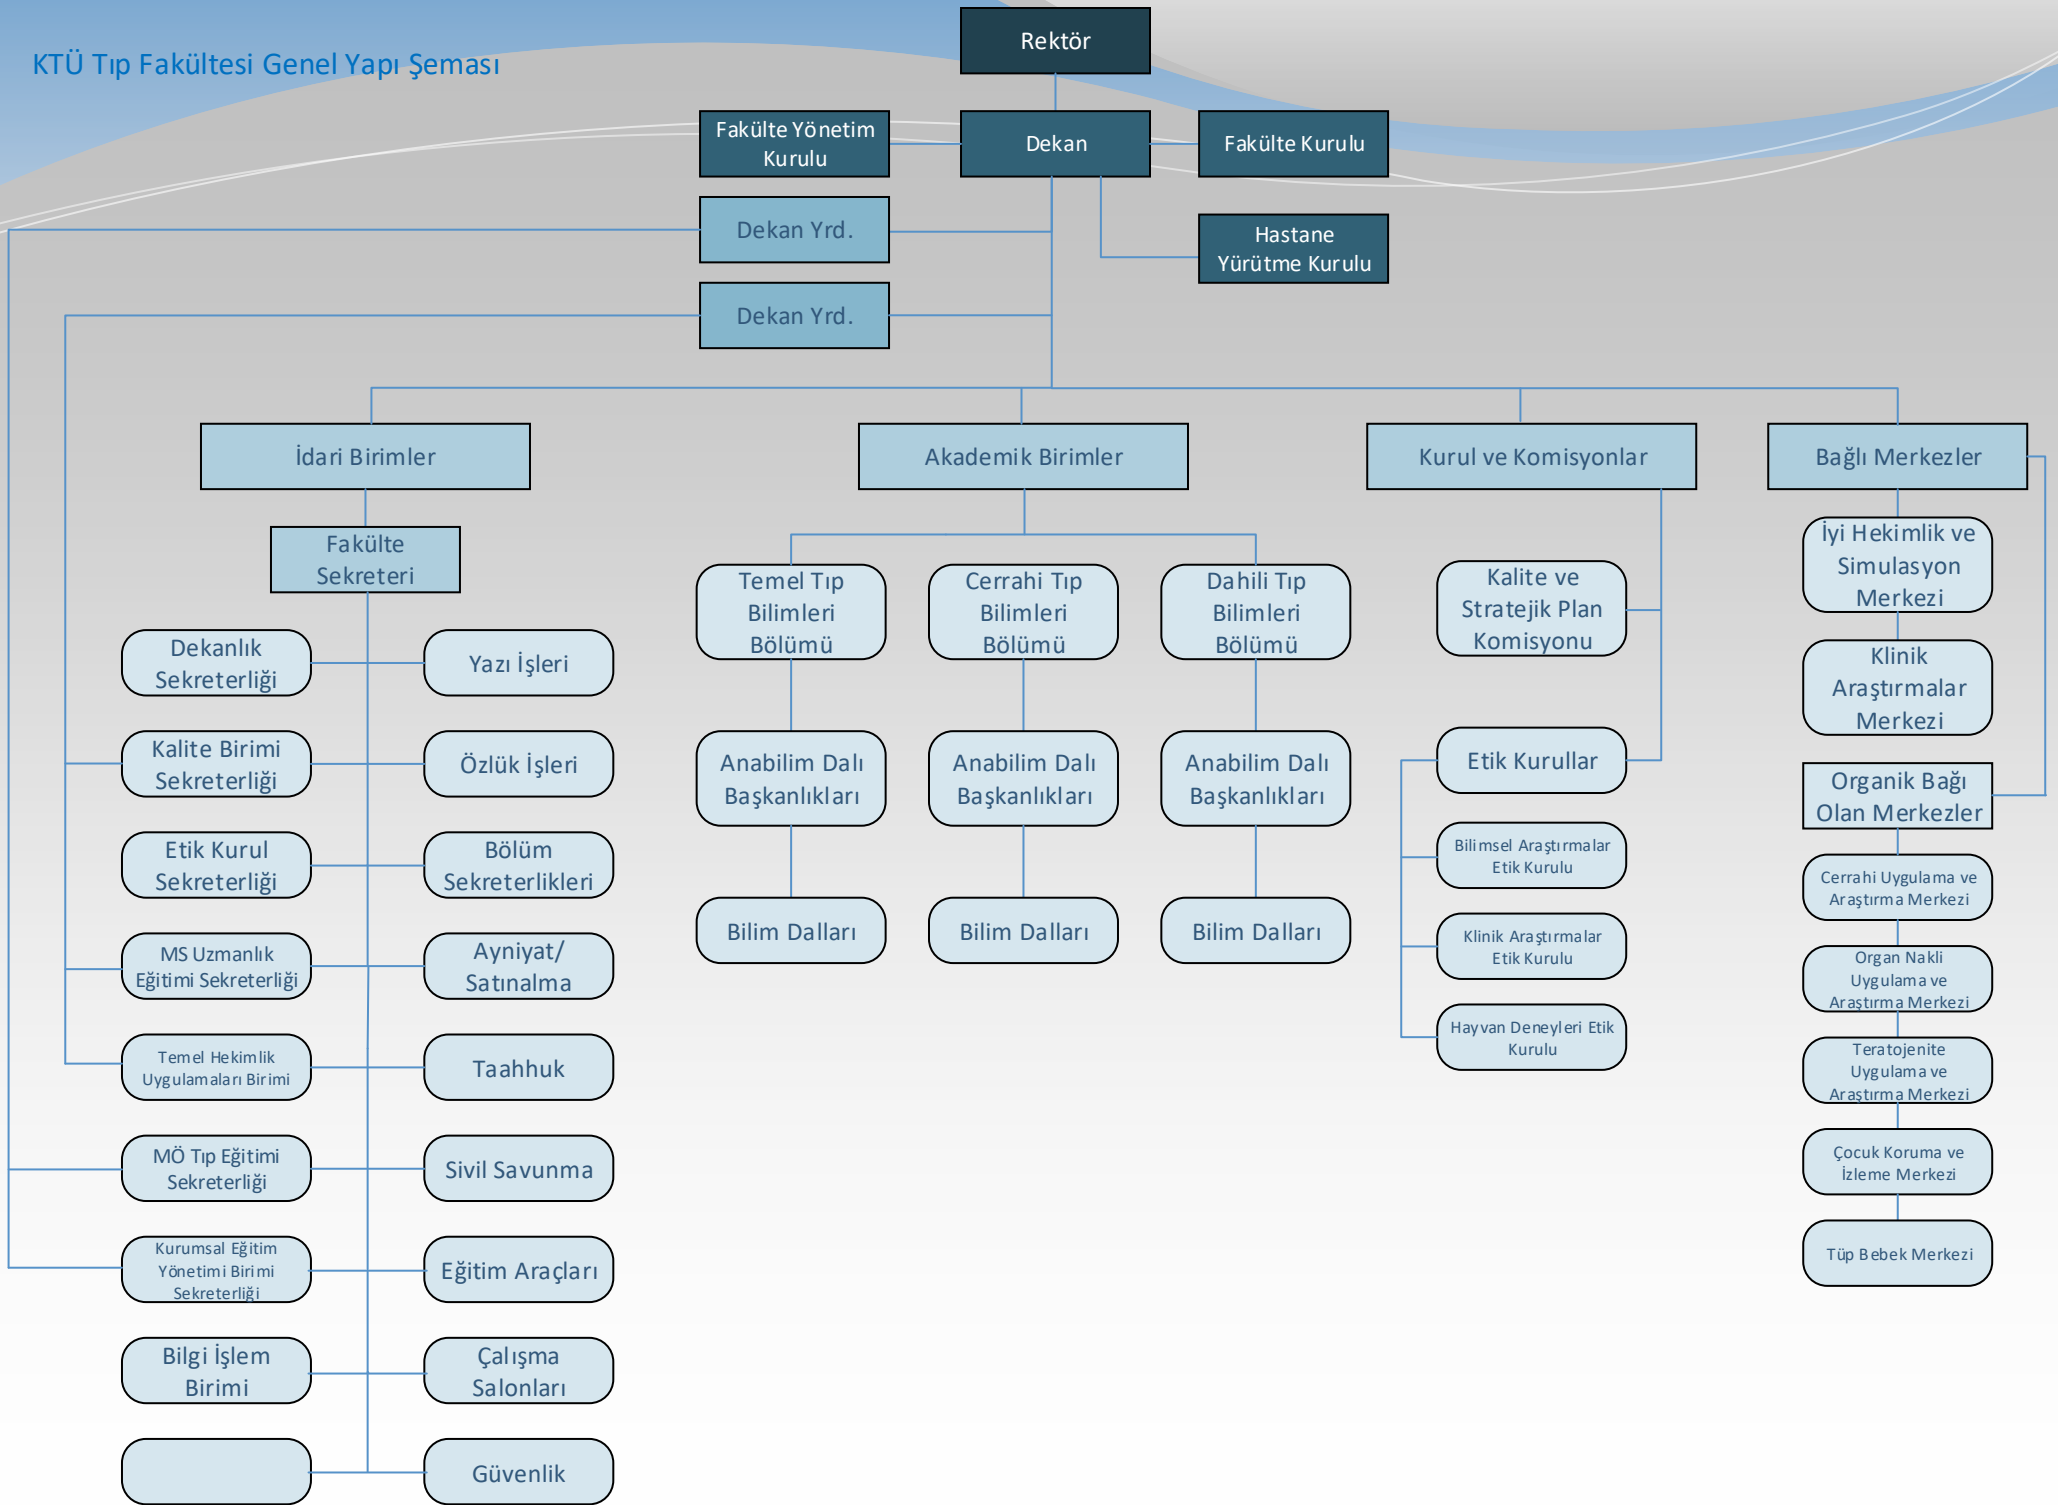 KTÜ Tıp Fakültesi Genel Yapı Şeması
Rektör
Fakülte Yönetim
Kurulu
Dekan
Fakülte Kurulu
Dekan Yrd.
Hastane
Yürütme Kurulu
Dekan Yrd.
İdari Birimler
Akademik Birimler
Kurul ve Komisyonlar
Bağlı Merkezler
Fakülte
Sekreteri
Dekanlık
Sekreterliği
Yazı İşleri
Kalite Birimi
Sekreterliği
Özlük İşleri
Etik Kurul
Sekreterliği
Bölüm
Sekreterlikleri
MS Uzmanlık
Eğitimi Sekreterliği
Ayniyat/
Satınalma
Temel Hekimlik
Uygulamaları Birimi
Taahhuk
MÖ Tıp Eğitimi
Sekreterliği
Sivil Savunma
Kurumsal Eğitim
Yönetimi Birimi
Sekreterliği
Eğitim Araçları
Bilgi İşlem
Birimi
Çalışma
Salonları
Güvenlik
Temel Tıp
Bilimleri
Bölümü
Cerrahi Tıp
Bilimleri
Bölümü
Dahili Tıp
Bilimleri
Bölümü
Anabilim Dalı
Başkanlıkları
Anabilim Dalı
Başkanlıkları
Anabilim Dalı
Başkanlıkları
Bilim Dalları
Bilim Dalları
Bilim Dalları
Kalite ve
Stratejik Plan
Komisyonu
Etik Kurullar
Bilimsel Araştırmalar
Etik Kurulu
Klinik Araştırmalar
Etik Kurulu
Hayvan Deneyleri Etik
Kurulu
İyi Hekimlik ve
Simulasyon
Merkezi
Klinik
Araştırmalar
Merkezi
Organik Bağı
Olan Merkezler
Cerrahi Uygulama ve
Araştırma Merkezi
Organ Nakli
Uygulama ve
Araştırma Merkezi
Teratojenite
Uygulama ve
Araştırma Merkezi
Çocuk Koruma ve
İzleme Merkezi
Tüp Bebek Merkezi